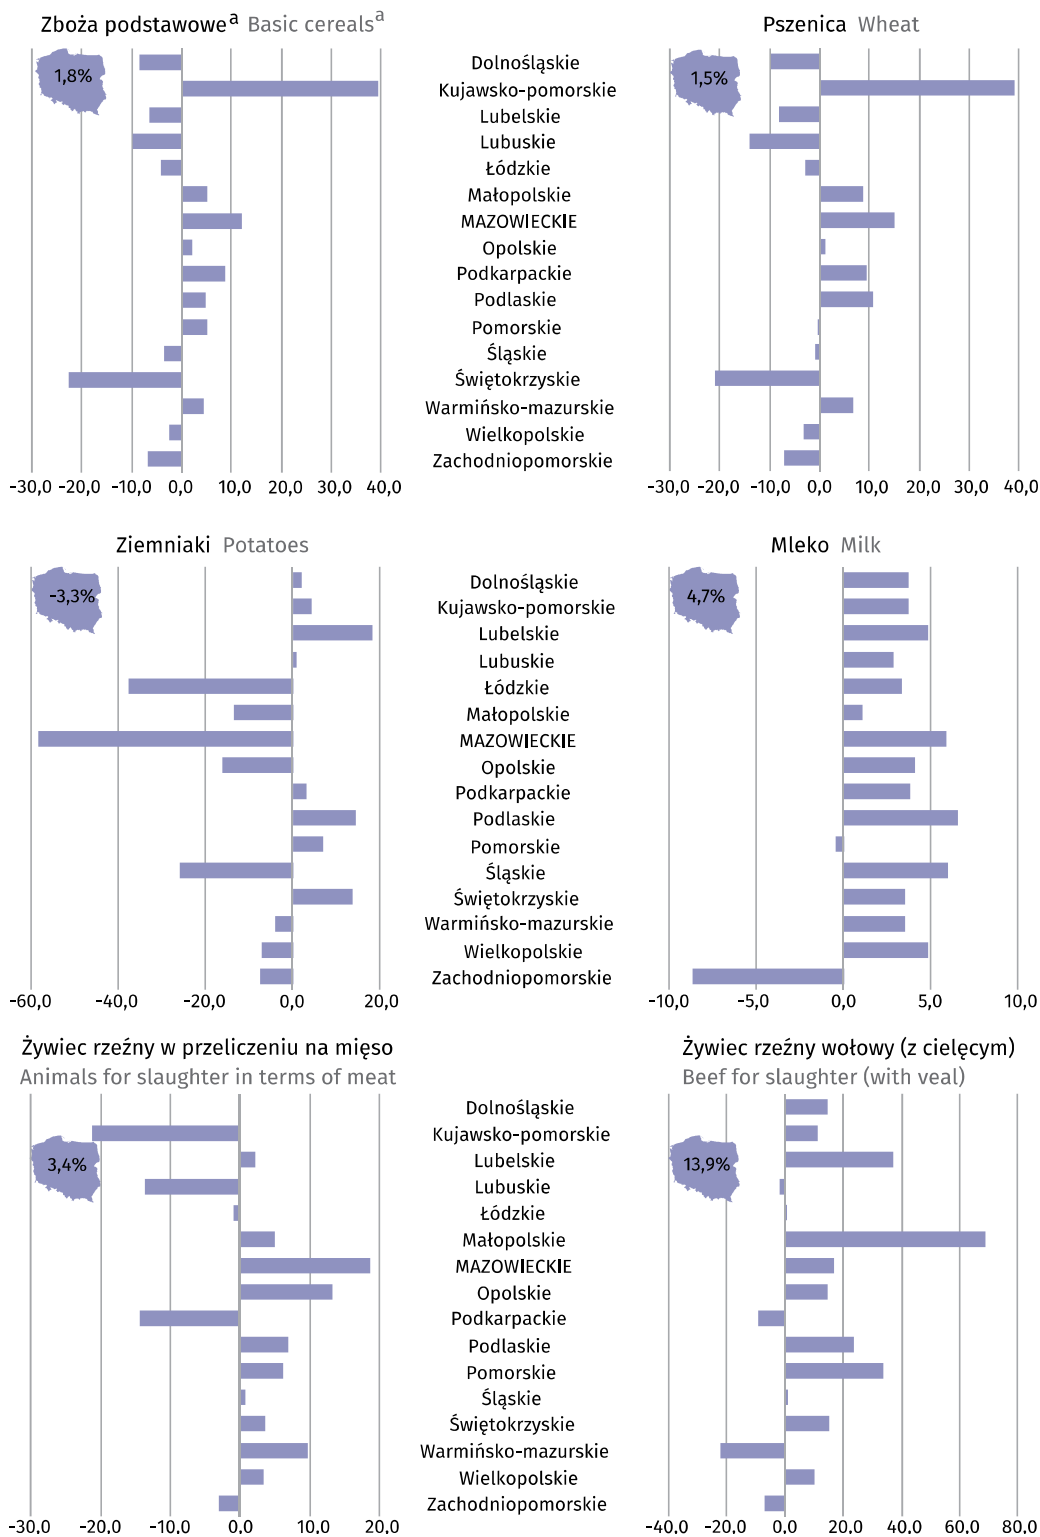 Zboża podstawowe^a Basic cereals^a
Pszenica Wheat
1,8%
1,5%
Dolnośląskie
Kujawsko-pomorskie
Lubelskie
Lubuskie
Łódzkie
Małopolskie
MAZOWIECKIE
Opolskie
Podkarpackie
Podlaskie
Pomorskie
Śląskie
Świętokrzyskie
Warmińsko-mazurskie
Wielkopolskie
Zachodniopomorskie
-30,0 -20,0 -10,0 0,0 10,0 20,0 30,0 40,0
-30,0 -20,0 -10,0 0,0 10,0 20,0 30,0 40,0
Ziemniaki Potatoes
Mleko Milk
-3,3%
4,7%
Dolnośląskie
Kujawsko-pomorskie
Lubelskie
Lubuskie
Łódzkie
Małopolskie
MAZOWIECKIE
Opolskie
Podkarpackie
Podlaskie
Pomorskie
Śląskie
Świętokrzyskie
Warmińsko-mazurskie
Wielkopolskie
Zachodniopomorskie
-60,0 -40,0 -20,0 0,0 20,0
-10,0 -5,0 0,0 5,0 10,0
Żywiec rzeźny w przeliczeniu na mięso
Animals for slaughter in terms of meat
Żywiec rzeźny wołowy (z cielęcym)
Beef for slaughter (with veal)
3,4%
13,9%
Dolnośląskie
Kujawsko-pomorskie
Lubelskie
Lubuskie
Łódzkie
Małopolskie
MAZOWIECKIE
Opolskie
Podkarpackie
Podlaskie
Pomorskie
Śląskie
Świętokrzyskie
Warmińsko-mazurskie
Wielkopolskie
Zachodniopomorskie
-30,0 -20,0 -10,0 0,0 10,0 20,0
-40,0 -20,0 0,0 20,0 40,0 60,0 80,0